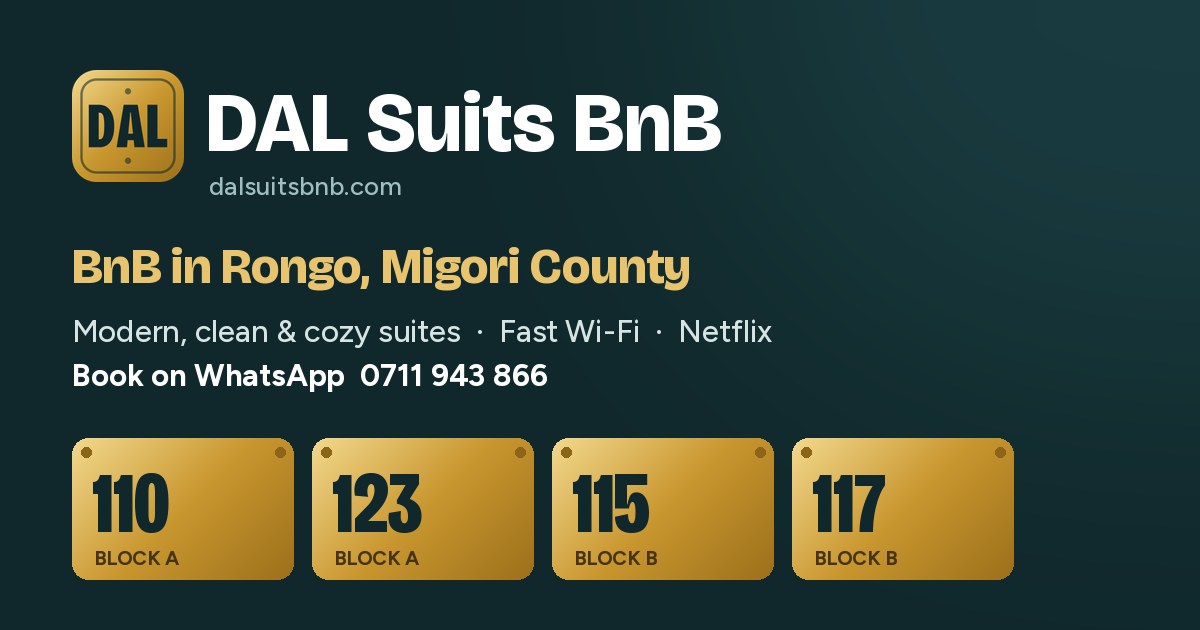 DAL
DAL Suits BnB
dalsuitsbnb.com
BnB in Rongo, Migori County
Modern, clean & cozy suites · Fast Wi-Fi · Netflix
Book on WhatsApp 0711 943 866
110
BLOCK A
123
BLOCK A
115
BLOCK B
117
BLOCK B